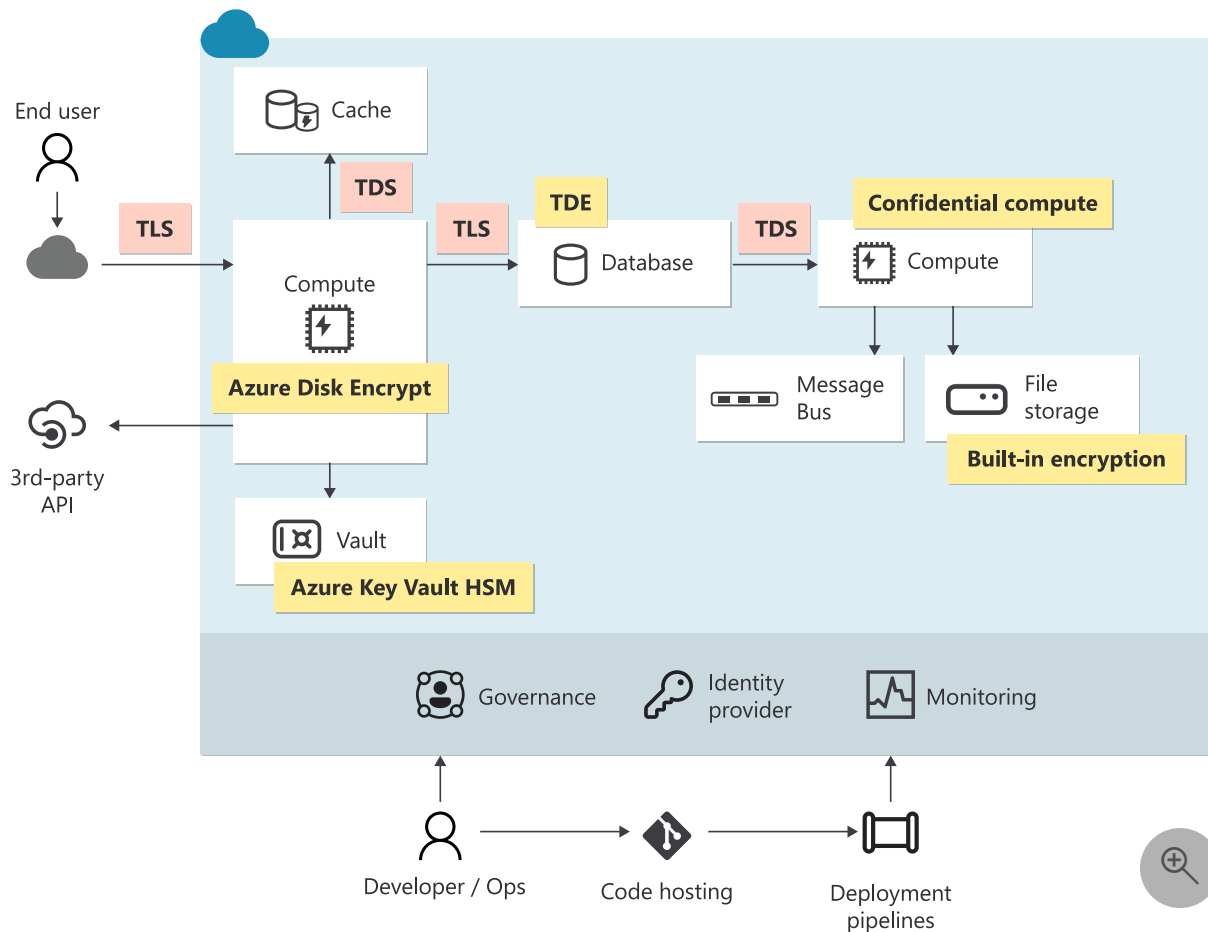 End user
Cache
TDS
TLS
TLS
TDE
TDS
Confidential compute
Database
Compute
Compute
Azure Disk Encrypt
Message
Bus
File
storage
Built-in encryption
3rd-party
API
Vault
Azure Key Vault HSM
Governance
Identity
provider
Monitoring
Developer / Ops
Code hosting
Deployment
pipelines